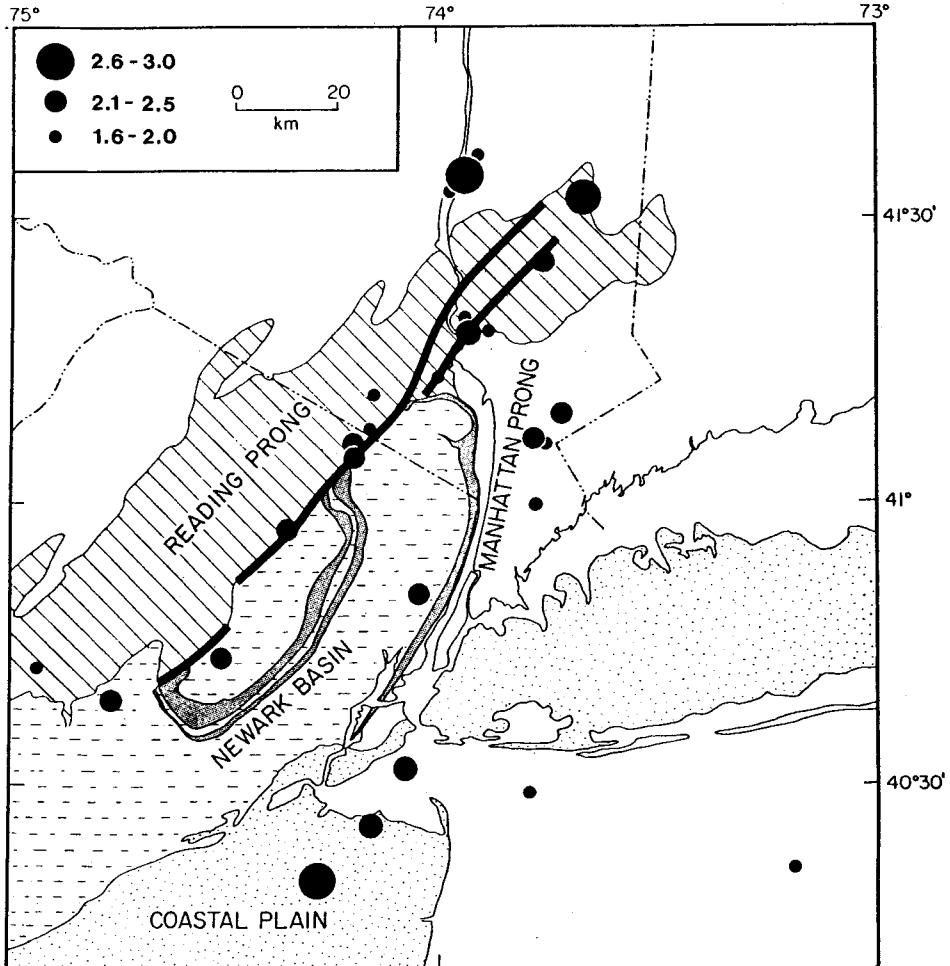 75°
74°
73°
2.6-3.0
2.1-2.5
1.6-2.0
0 20
km
41°30'
MANHATTAN PRONG
READING PRONG
41°
NEWARK BASIN
40°30'
COASTAL PLAIN